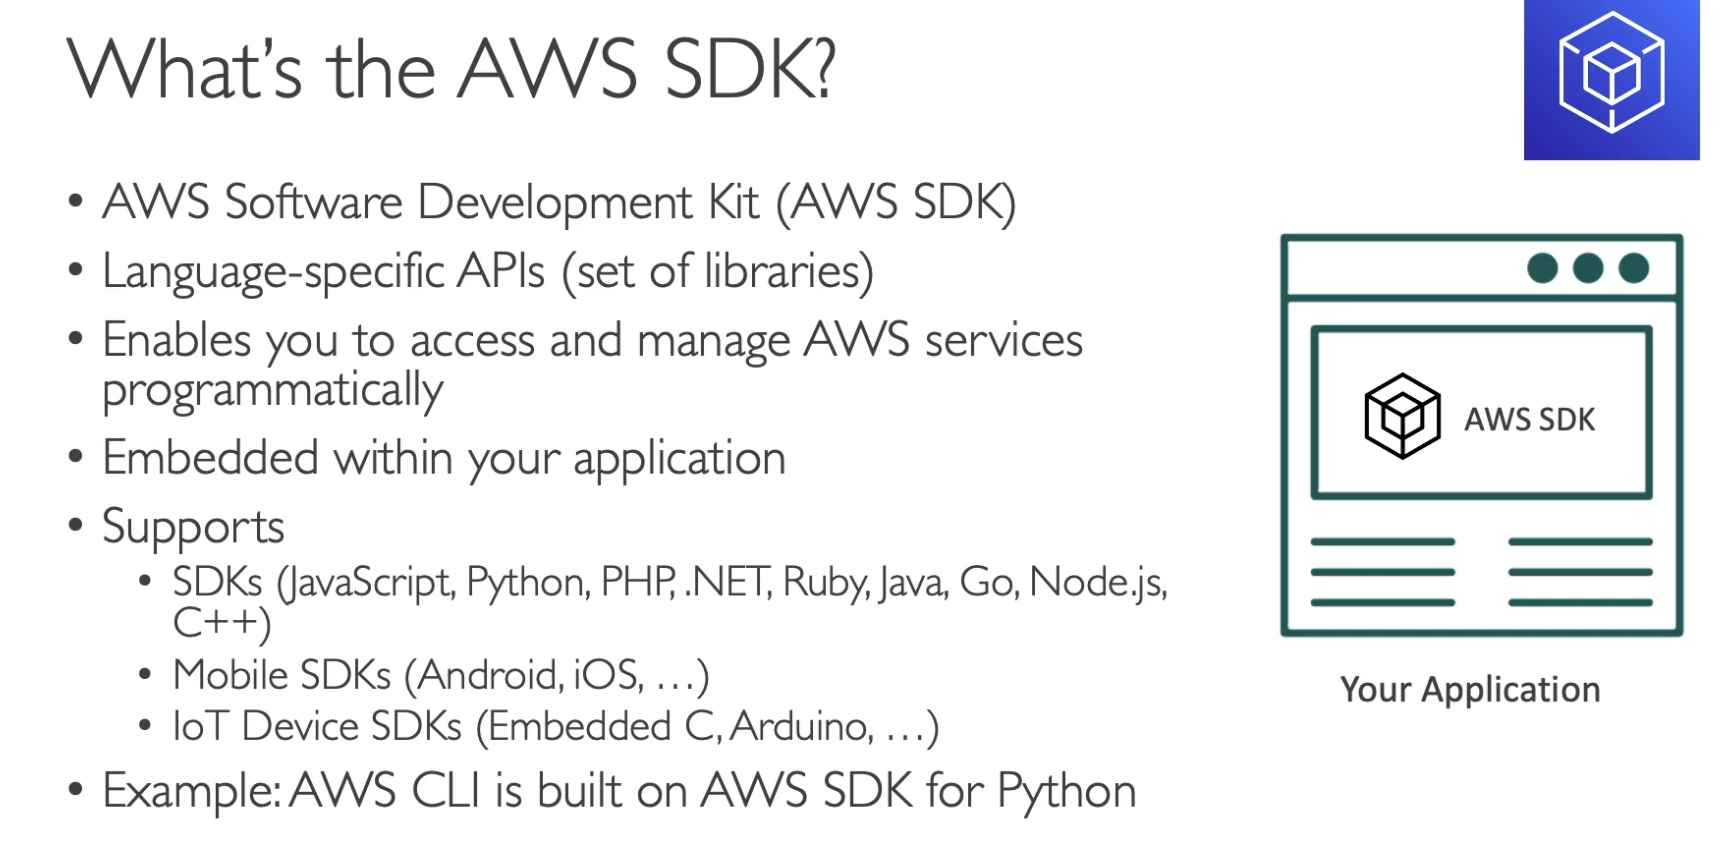 What's the AWS SDK?
• AWS Software Development Kit (AWS SDK)
• Language-specific APIs (set of libraries)
• Enables you to access and manage AWS services
programmatically
• Embedded within your application
• Supports
• SDKs (JavaScript, Python, PHP, .NET, Ruby, Java, Go, Node.js,
C++)
• Mobile SDKs (Android, iOS, …)
• IoT Device SDKs (Embedded C, Arduino, …)
• Example: AWS CLI is built on AWS SDK for Python
AWS SDK
Your Application